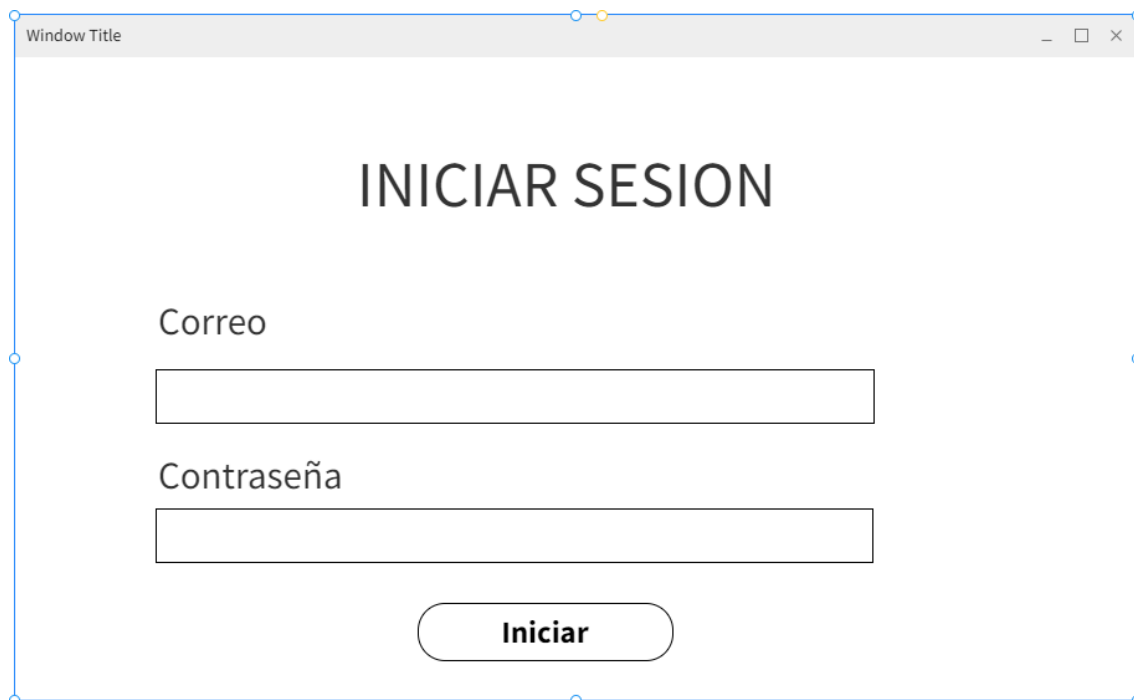 Window Title
INICIAR SESION
Correo
Contraseña
Iniciar